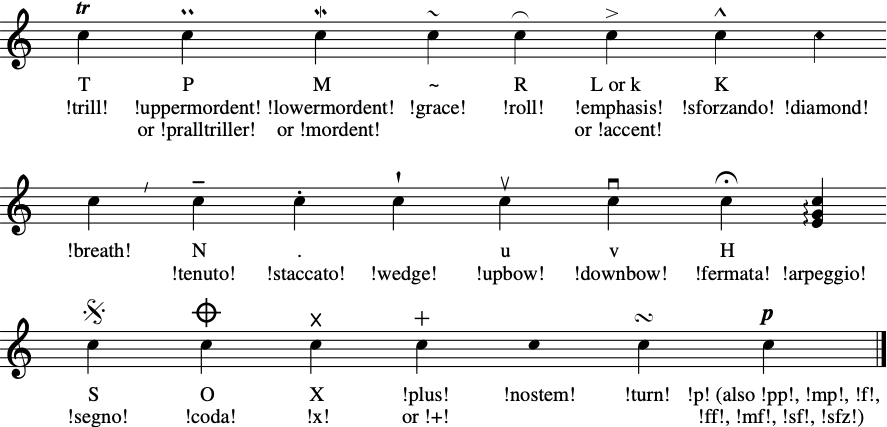 tr
T P M ~ R L or k K
!trill! !uppermordent! !lowermordent! !grace! !roll! !emphasis! !sforzando! !diamond!
or !pralltriller! or !mordent! or !accent!
!breath! N . u v H
!tenuto! !staccato! !wedge! !upbow! !downbow! !fermata! !arpeggio!
p
S O X !plus! !nostem! !turn! !p! (also !pp!, !mp!, !f!,
!segno! !coda! !x! or !+! !ff!, !mf!, !sf!, !sfz!)